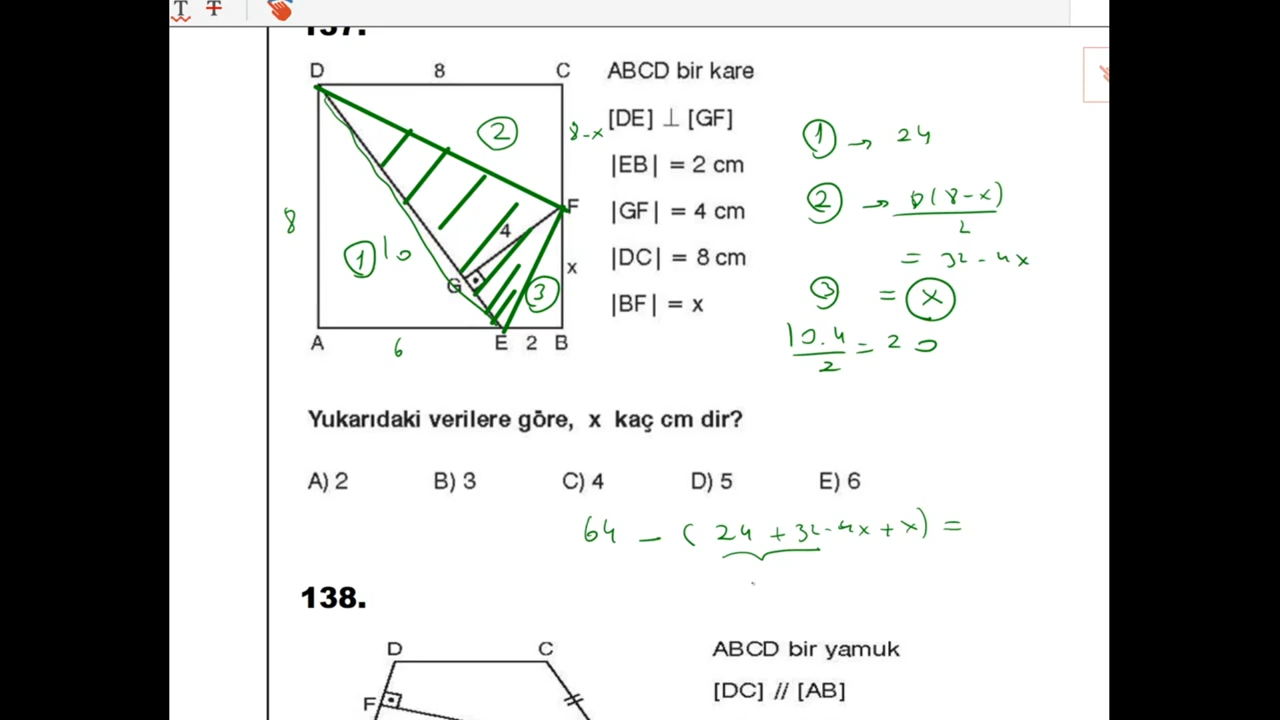 T T
137.
D 8 C
ABCD bir kare
8-x
[DE] ⊥ [GF]
2
1 → 24
|EB| = 2 cm
2 → 8(8-x)/2
F
8
|GF| = 4 cm
4
1 10
= 32-4x
|DC| = 8 cm
x
G
3
3 = x
|BF| = x
10.4/2 = 20
A 6 E 2 B
Yukarıdaki verilere göre, x kaç cm dir?
A) 2 B) 3 C) 4 D) 5 E) 6
64 - ( 24 + 32-4x + x) =
138.
D C
ABCD bir yamuk
[DC] // [AB]
F